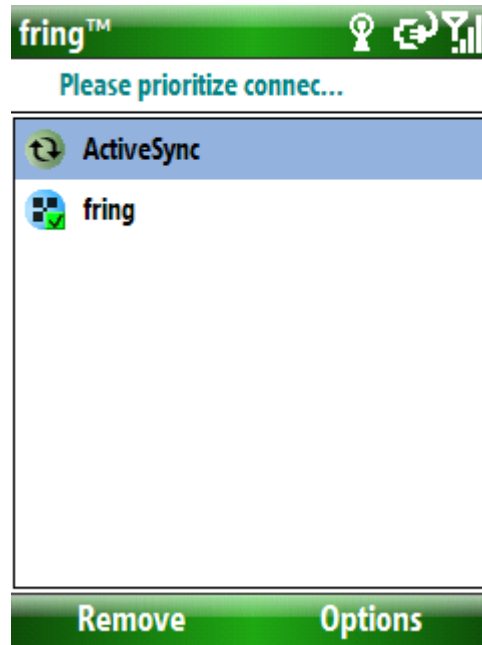 fring™
Please prioritize connec...
ActiveSync
fring
Remove Options